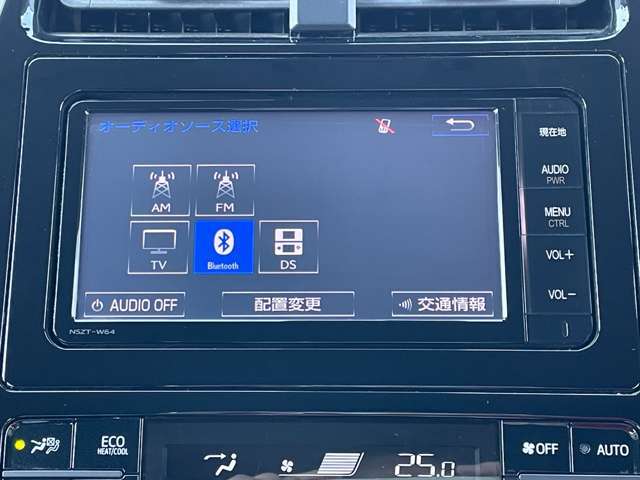 オーディオソース選択
現在地
AUDIO
PWR
AM
FM
MENU
CTRL
TV
Bluetooth
DS
VOL+
AUDIO OFF
配置変更
交通情報
VOL-
NSZT-W64
ECO
HEAT/COOL
25.0
OFF
AUTO